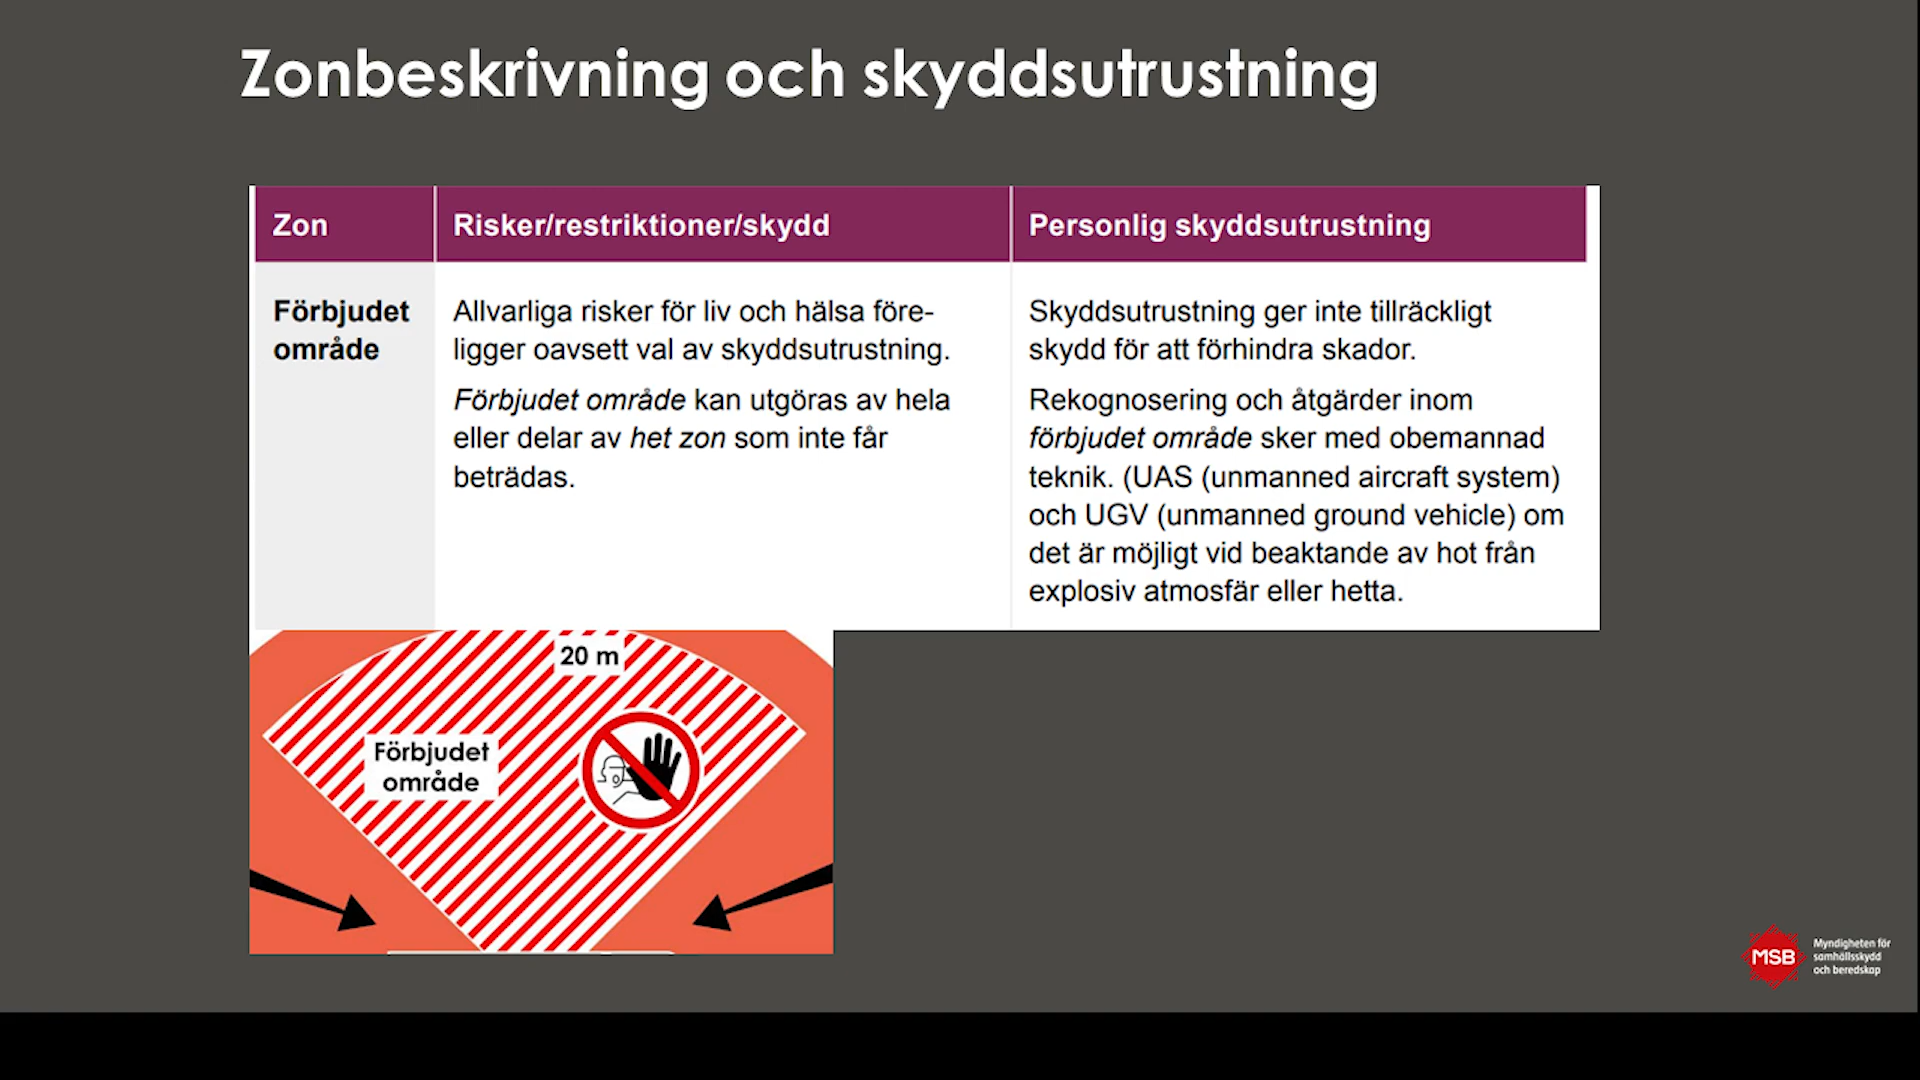 Zonbeskrivning och skyddsutrustning
Zon
Risker/restriktioner/skydd
Personlig skyddsutrustning
Förbjudet
område
Allvarliga risker för liv och hälsa före-
ligger oavsett val av skyddsutrustning.
Förbjudet område kan utgöras av hela
eller delar av het zon som inte får
beträdas.
Skyddsutrustning ger inte tillräckligt
skydd för att förhindra skador.
Rekognosering och åtgärder inom
förbjudet område sker med obemannad
teknik. (UAS (unmanned aircraft system)
och UGV (unmanned ground vehicle) om
det är möjligt vid beaktande av hot från
explosiv atmosfär eller hetta.
20 m
Förbjudet
område
MSB
Myndigheten för
samhällsskydd
och beredskap